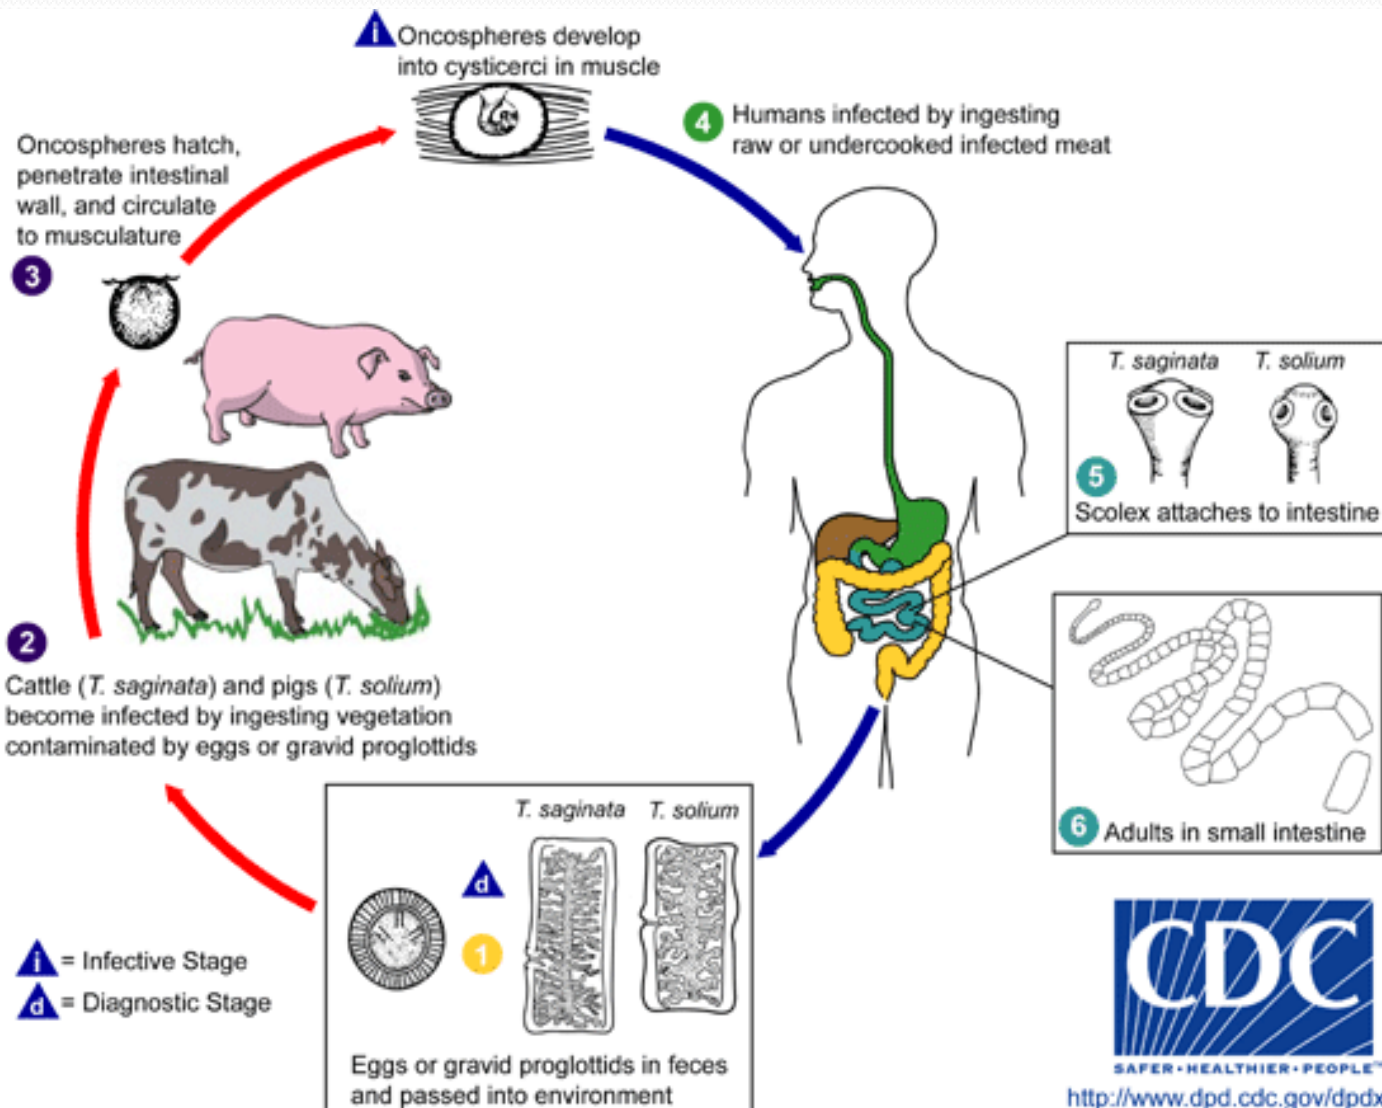 i Oncospheres develop
into cysticerci in muscle
4 Humans infected by ingesting
raw or undercooked infected meat
Oncospheres hatch,
penetrate intestinal
wall, and circulate
to musculature
3
T. saginata T. solium
5
Scolex attaches to intestine
2
Cattle (T. saginata) and pigs (T. solium)
become infected by ingesting vegetation
contaminated by eggs or gravid proglottids
6 Adults in small intestine
T. saginata T. solium
d
1
Eggs or gravid proglottids in feces
and passed into environment
i = Infective Stage
d = Diagnostic Stage
CDC
SAFER•HEALTHIER•PEOPLE™
http://www.dpd.cdc.gov/dpdx